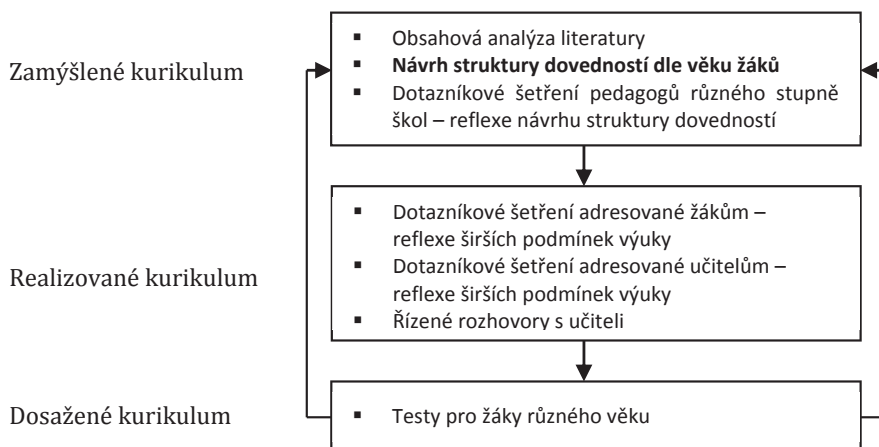 Zamýšlené kurikulum
▪ Obsahová analýza literatury
▪ Návrh struktury dovedností dle věku žáků
▪ Dotazníkové šetření pedagogů různého stupně
škol – reflexe návrhu struktury dovedností
Realizované kurikulum
▪ Dotazníkové šetření adresované žákům –
reflexe širších podmínek výuky
▪ Dotazníkové šetření adresované učitelům –
reflexe širších podmínek výuky
▪ Řízené rozhovory s učiteli
Dosažené kurikulum
▪ Testy pro žáky různého věku